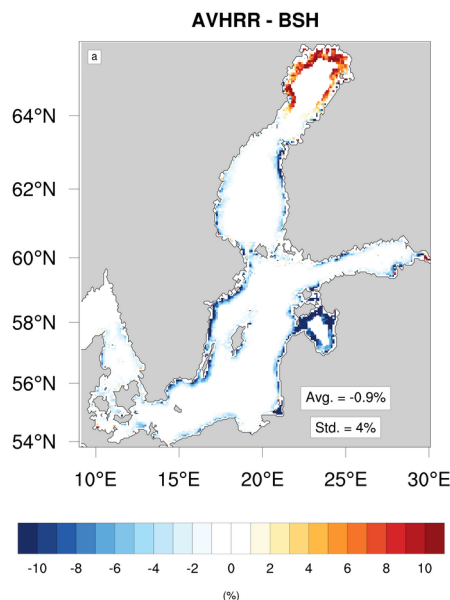 AVHRR - BSH
a
64°N
62°N
60°N
58°N
56°N
54°N
Avg. = -0.9%
Std. = 4%
10°E 15°E 20°E 25°E 30°E
-10 -8 -6 -4 -2 0 2 4 6 8 10
(%)